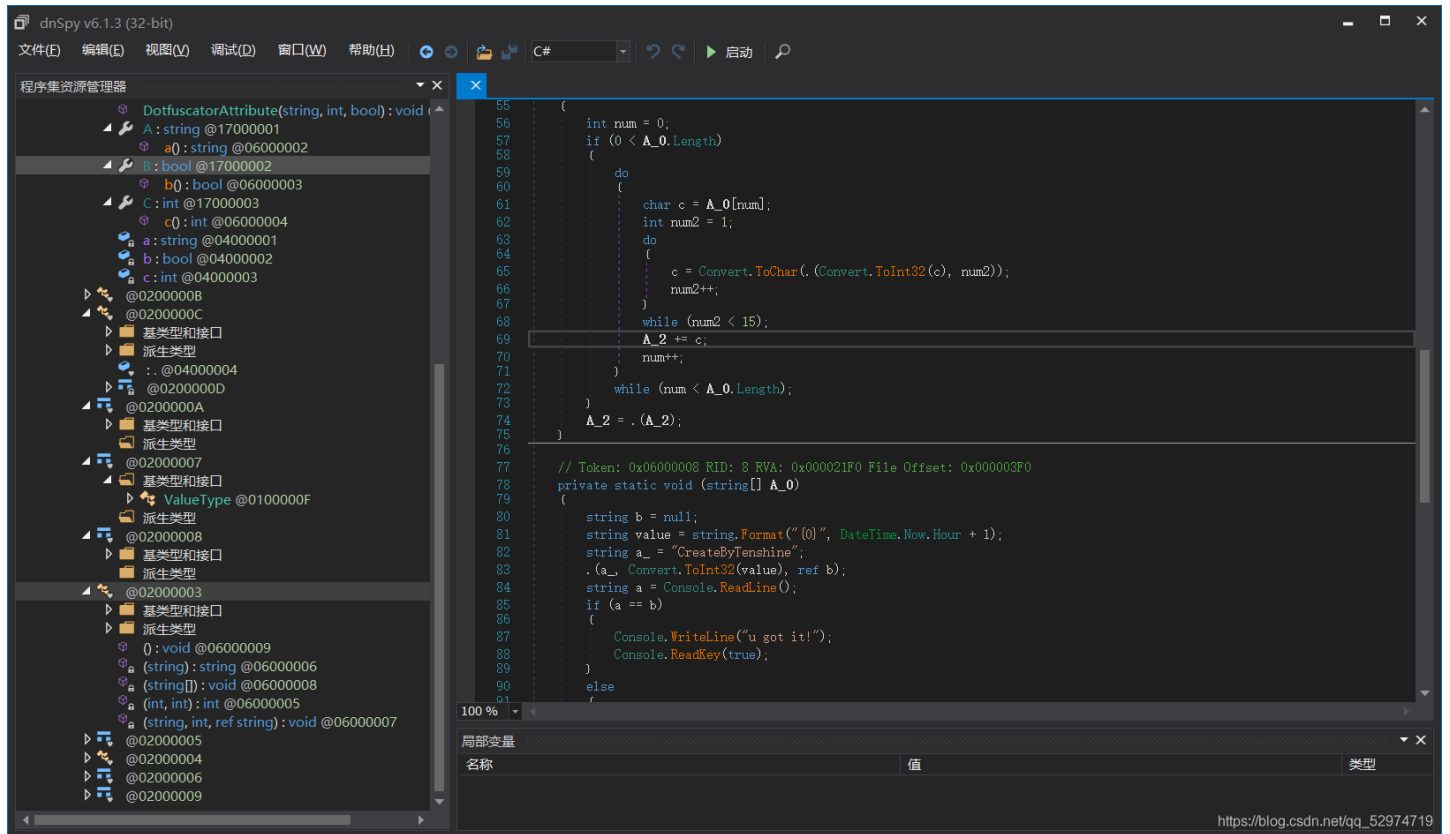 dnSpy v6.1.3 (32-bit)
文件(F) 编辑(E) 视图(V) 调试(D) 窗口(W) 帮助(H) C# 启动
程序集资源管理器
DotfuscatorAttribute(string, int, bool) : void (
A : string @17000001
a() : string @06000002
B : bool @17000002
b() : bool @06000003
C : int @17000003
c() : int @06000004
a : string @04000001
b : bool @04000002
c : int @04000003
@0200000B
@0200000C
基类型和接口
派生类型
: . @04000004
@0200000D
@0200000A
基类型和接口
派生类型
@02000007
基类型和接口
ValueType @0100000F
派生类型
@02000008
基类型和接口
派生类型
@02000003
基类型和接口
派生类型
() : void @06000009
(string) : string @06000006
(string[]) : void @06000008
(int, int) : int @06000005
(string, int, ref string) : void @06000007
@02000005
@02000004
@02000006
@02000009
55 {
56 int num = 0;
57 if (0 < A_0.Length)
58 {
59 do
60 {
61 char c = A_0[num];
62 int num2 = 1;
63 do
64 {
65 c = Convert.ToChar(.(Convert.ToInt32(c), num2));
66 num2++;
67 }
68 while (num2 < 15);
69 A_2 += c;
70 num++;
71 }
72 while (num < A_0.Length);
73 }
74 A_2 = .(A_2);
75 }
76
77 // Token: 0x06000008 RID: 8 RVA: 0x000021F0 File Offset: 0x000003F0
78 private static void (string[] A_0)
79 {
80 string b = null;
81 string value = string.Format("{0}", DateTime.Now.Hour + 1);
82 string a_ = "CreateByTenshine";
83 .(a_, Convert.ToInt32(value), ref b);
84 string a = Console.ReadLine();
85 if (a == b)
86 {
87 Console.WriteLine("u got it!");
88 Console.ReadKey(true);
89 }
90 else
91 {
100 %
局部变量
名称 值 类型
https://blog.csdn.net/qq_52974719